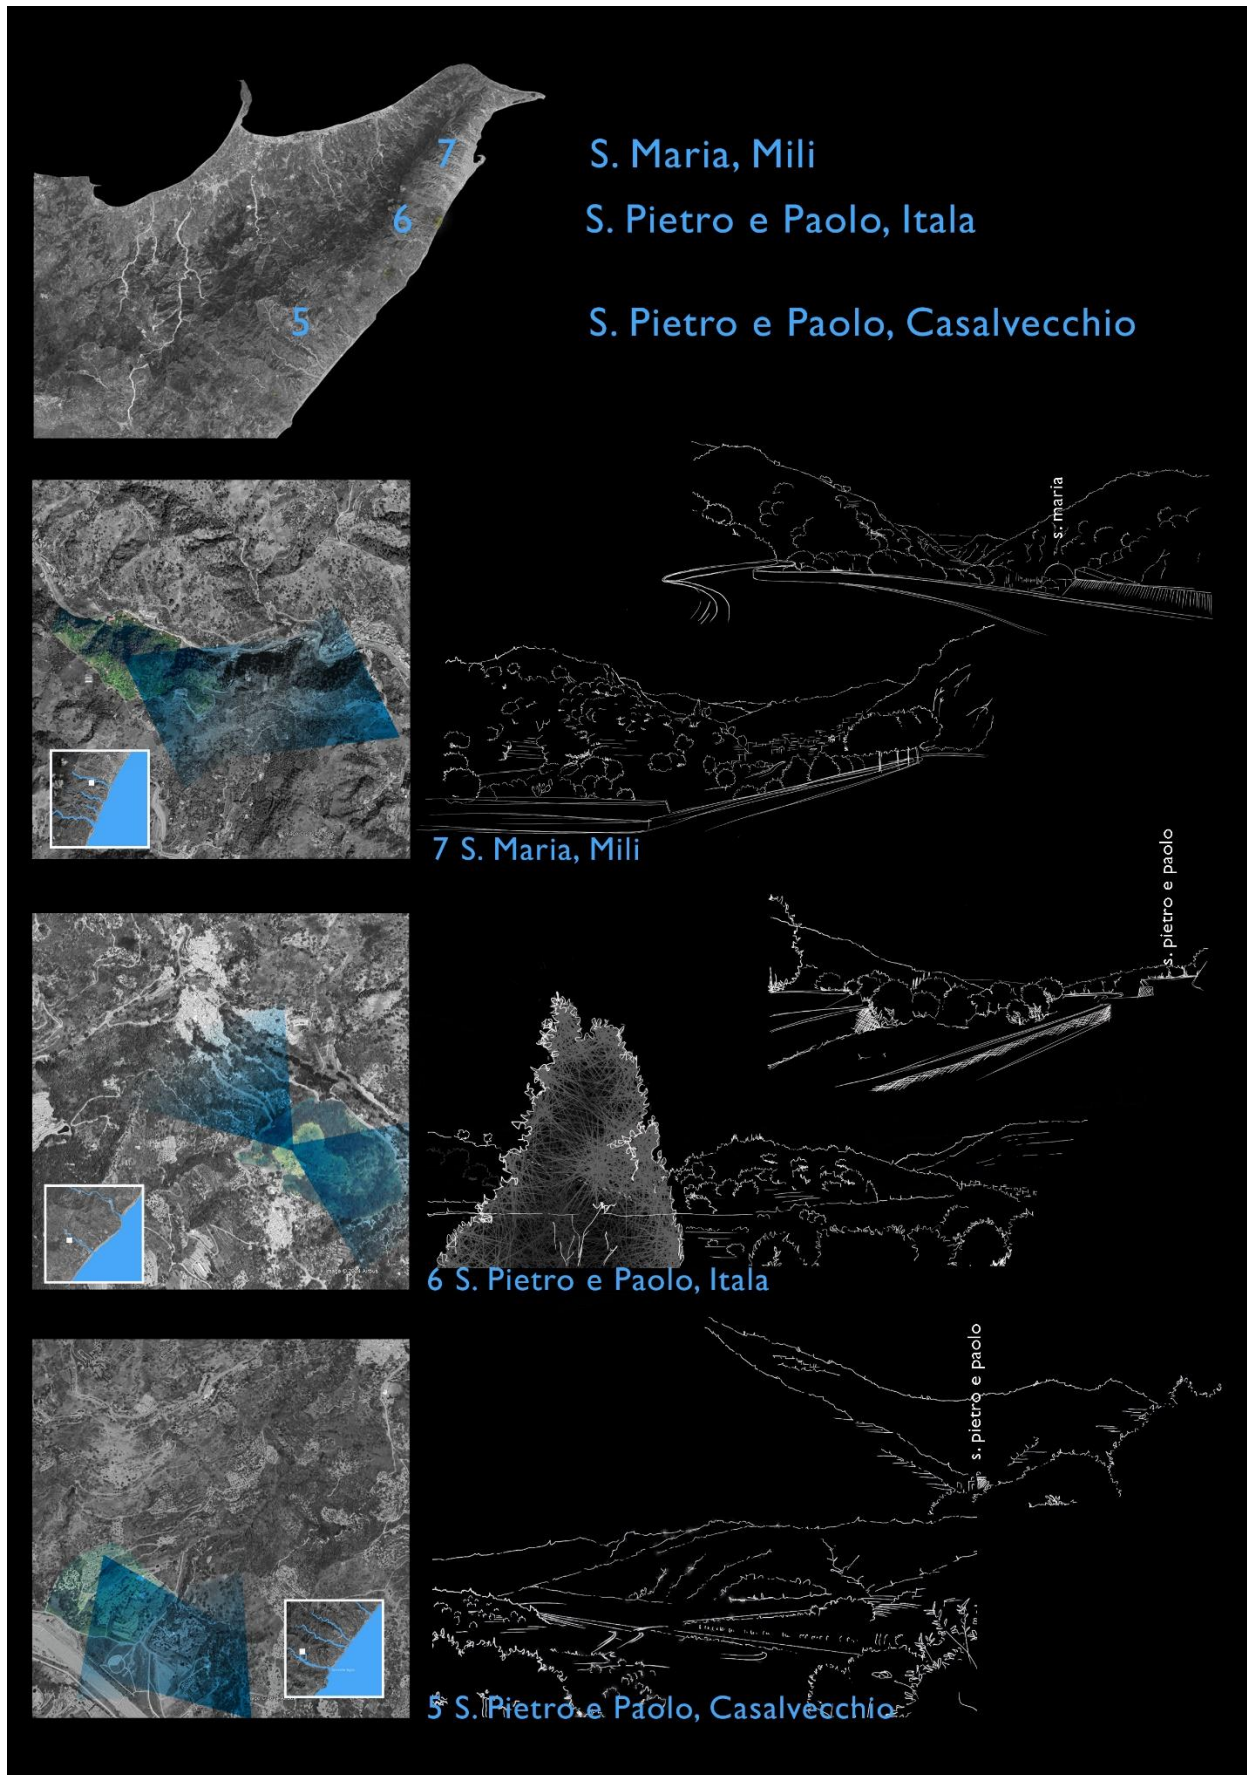 7
S. Maria, Mili
6
S. Pietro e Paolo, Itala
5
S. Pietro e Paolo, Casalvecchio
s. maria
7 S. Maria, Mili
s. pietro e paolo
6 S. Pietro e Paolo, Itala
s. pietro e paolo
5 S. Pietro e Paolo, Casalvecchio